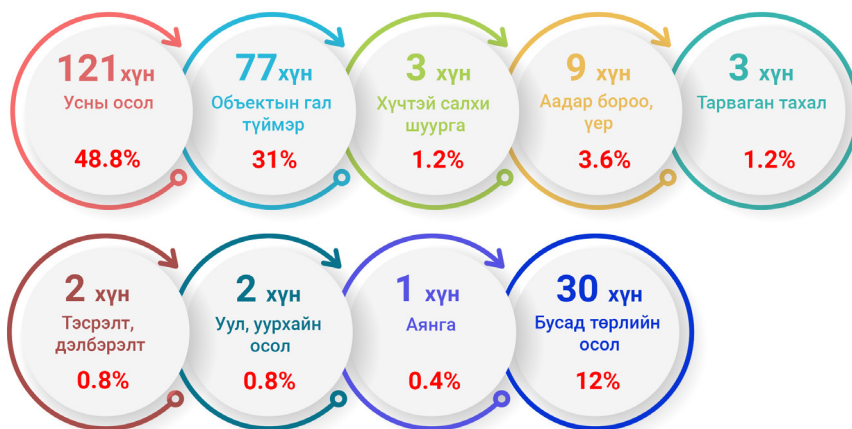 121 хүн
Усны осол
48.8%
77 хүн
Объектын гал
түймэр
31%
3 хүн
Хүчтэй салхи
шуурга
1.2%
9 хүн
Аадар бороо,
үер
3.6%
3 хүн
Тарваган тахал
1.2%
2 хүн
Тэсрэлт,
дэлбэрэлт
0.8%
2 хүн
Уул, уурхайн
осол
0.8%
1 хүн
Аянга
0.4%
30 хүн
Бусад төрлийн
осол
12%